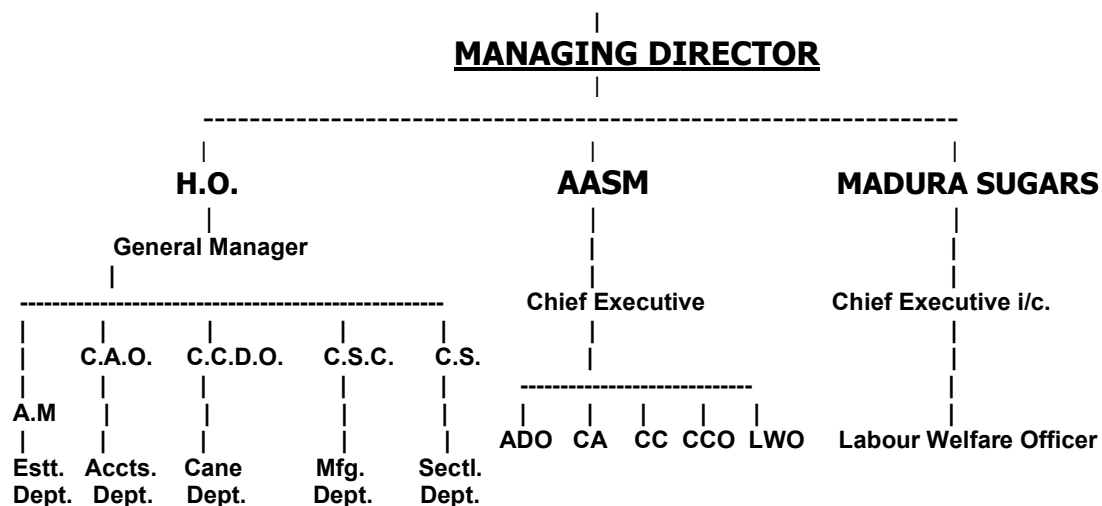 MANAGING DIRECTOR
H.O. AASM MADURA SUGARS
General Manager
Chief Executive Chief Executive i/c.
C.A.O. C.C.D.O. C.S.C. C.S.
A.M
ADO CA CC CCO LWO Labour Welfare Officer
Estt. Accts. Cane Mfg. Sectl.
Dept. Dept. Dept. Dept. Dept.